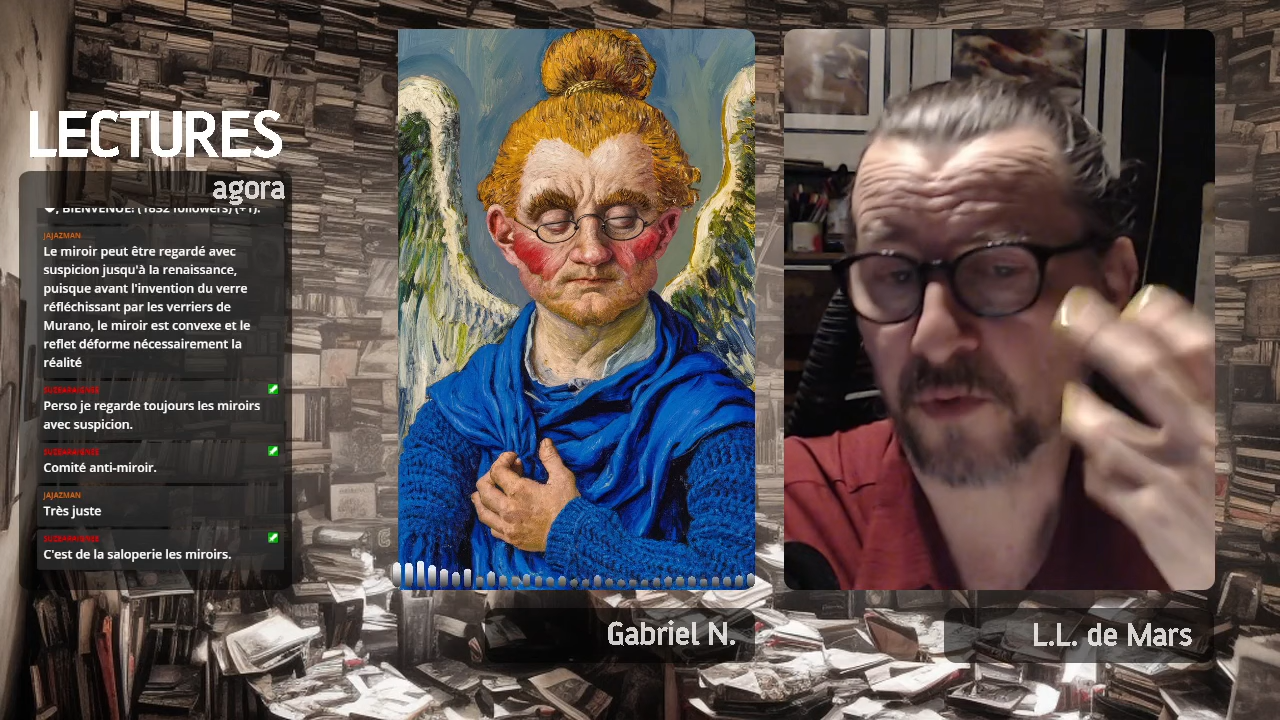 LECTURES
agora
, BIENVENUE! (1832 followers) (+1).
JAJAZMAN
Le miroir peut être regardé avec
suspicion jusqu'à la renaissance,
puisque avant l'invention du verre
réfléchissant par les verriers de
Murano, le miroir est convexe et le
reflet déforme nécessairement la
réalité
Perso je regarde toujours les miroirs
avec suspicion.
Comité anti-miroir.
JAJAZMAN
Très juste
C'est de la saloperie les miroirs.
Gabriel N.
L.L. de Mars